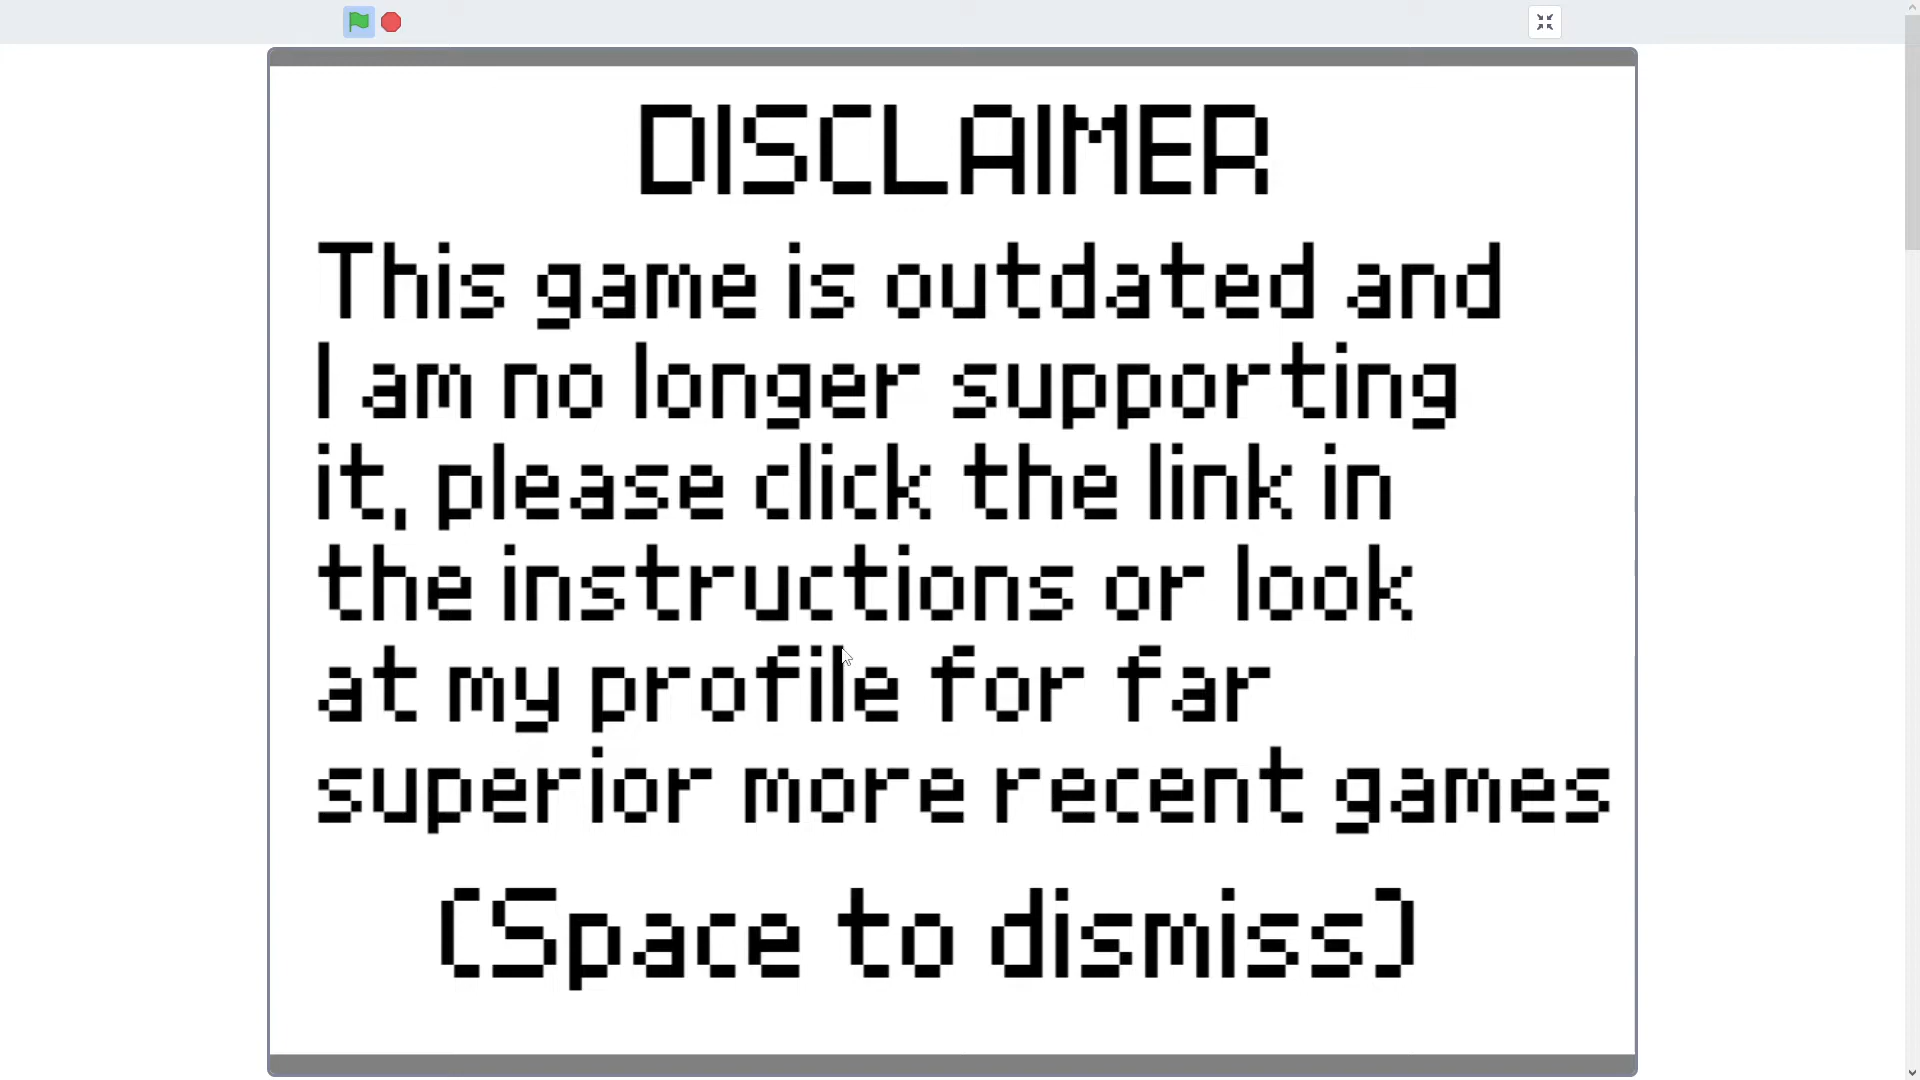 DISCLAIMER
This game is outdated and
I am no longer supporting
it, please click the link in
the instructions or look
at my profile for far
superior more recent games
(Space to dismiss)